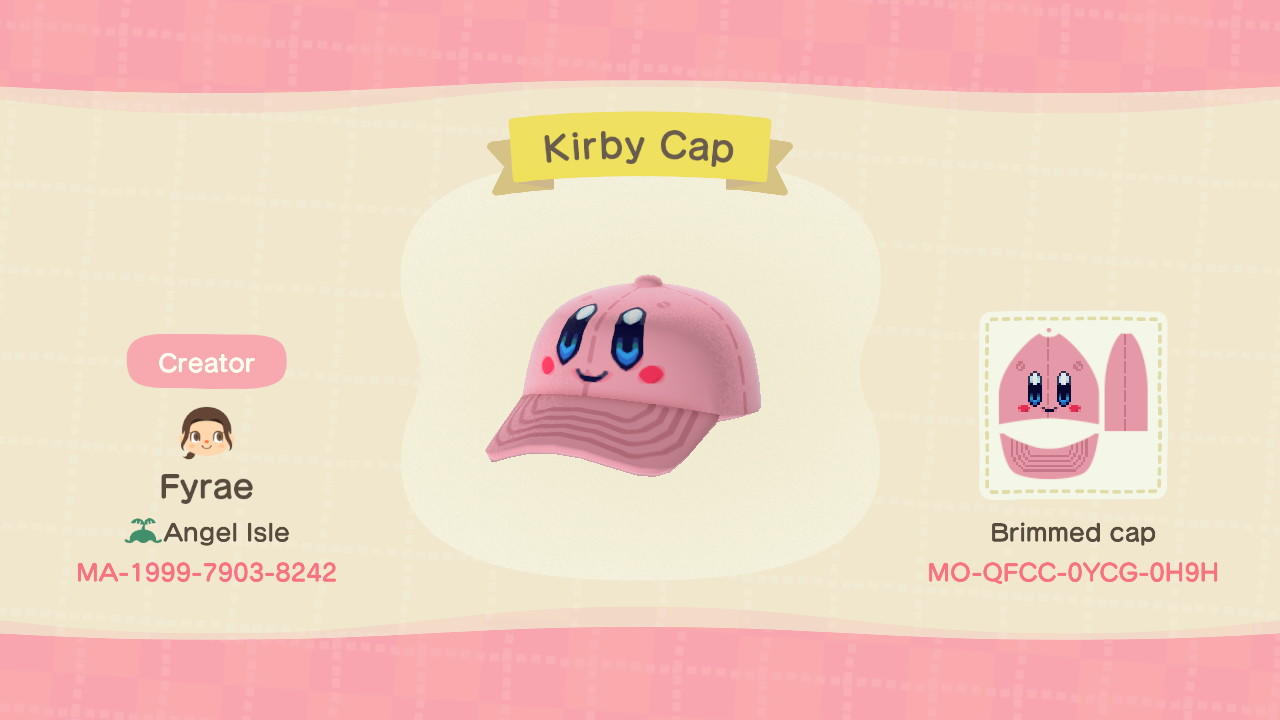 Kirby Cap
Creator
Fyrae
Angel Isle
MA-1999-7903-8242
Brimmed cap
MO-QFCC-0YCG-0H9H